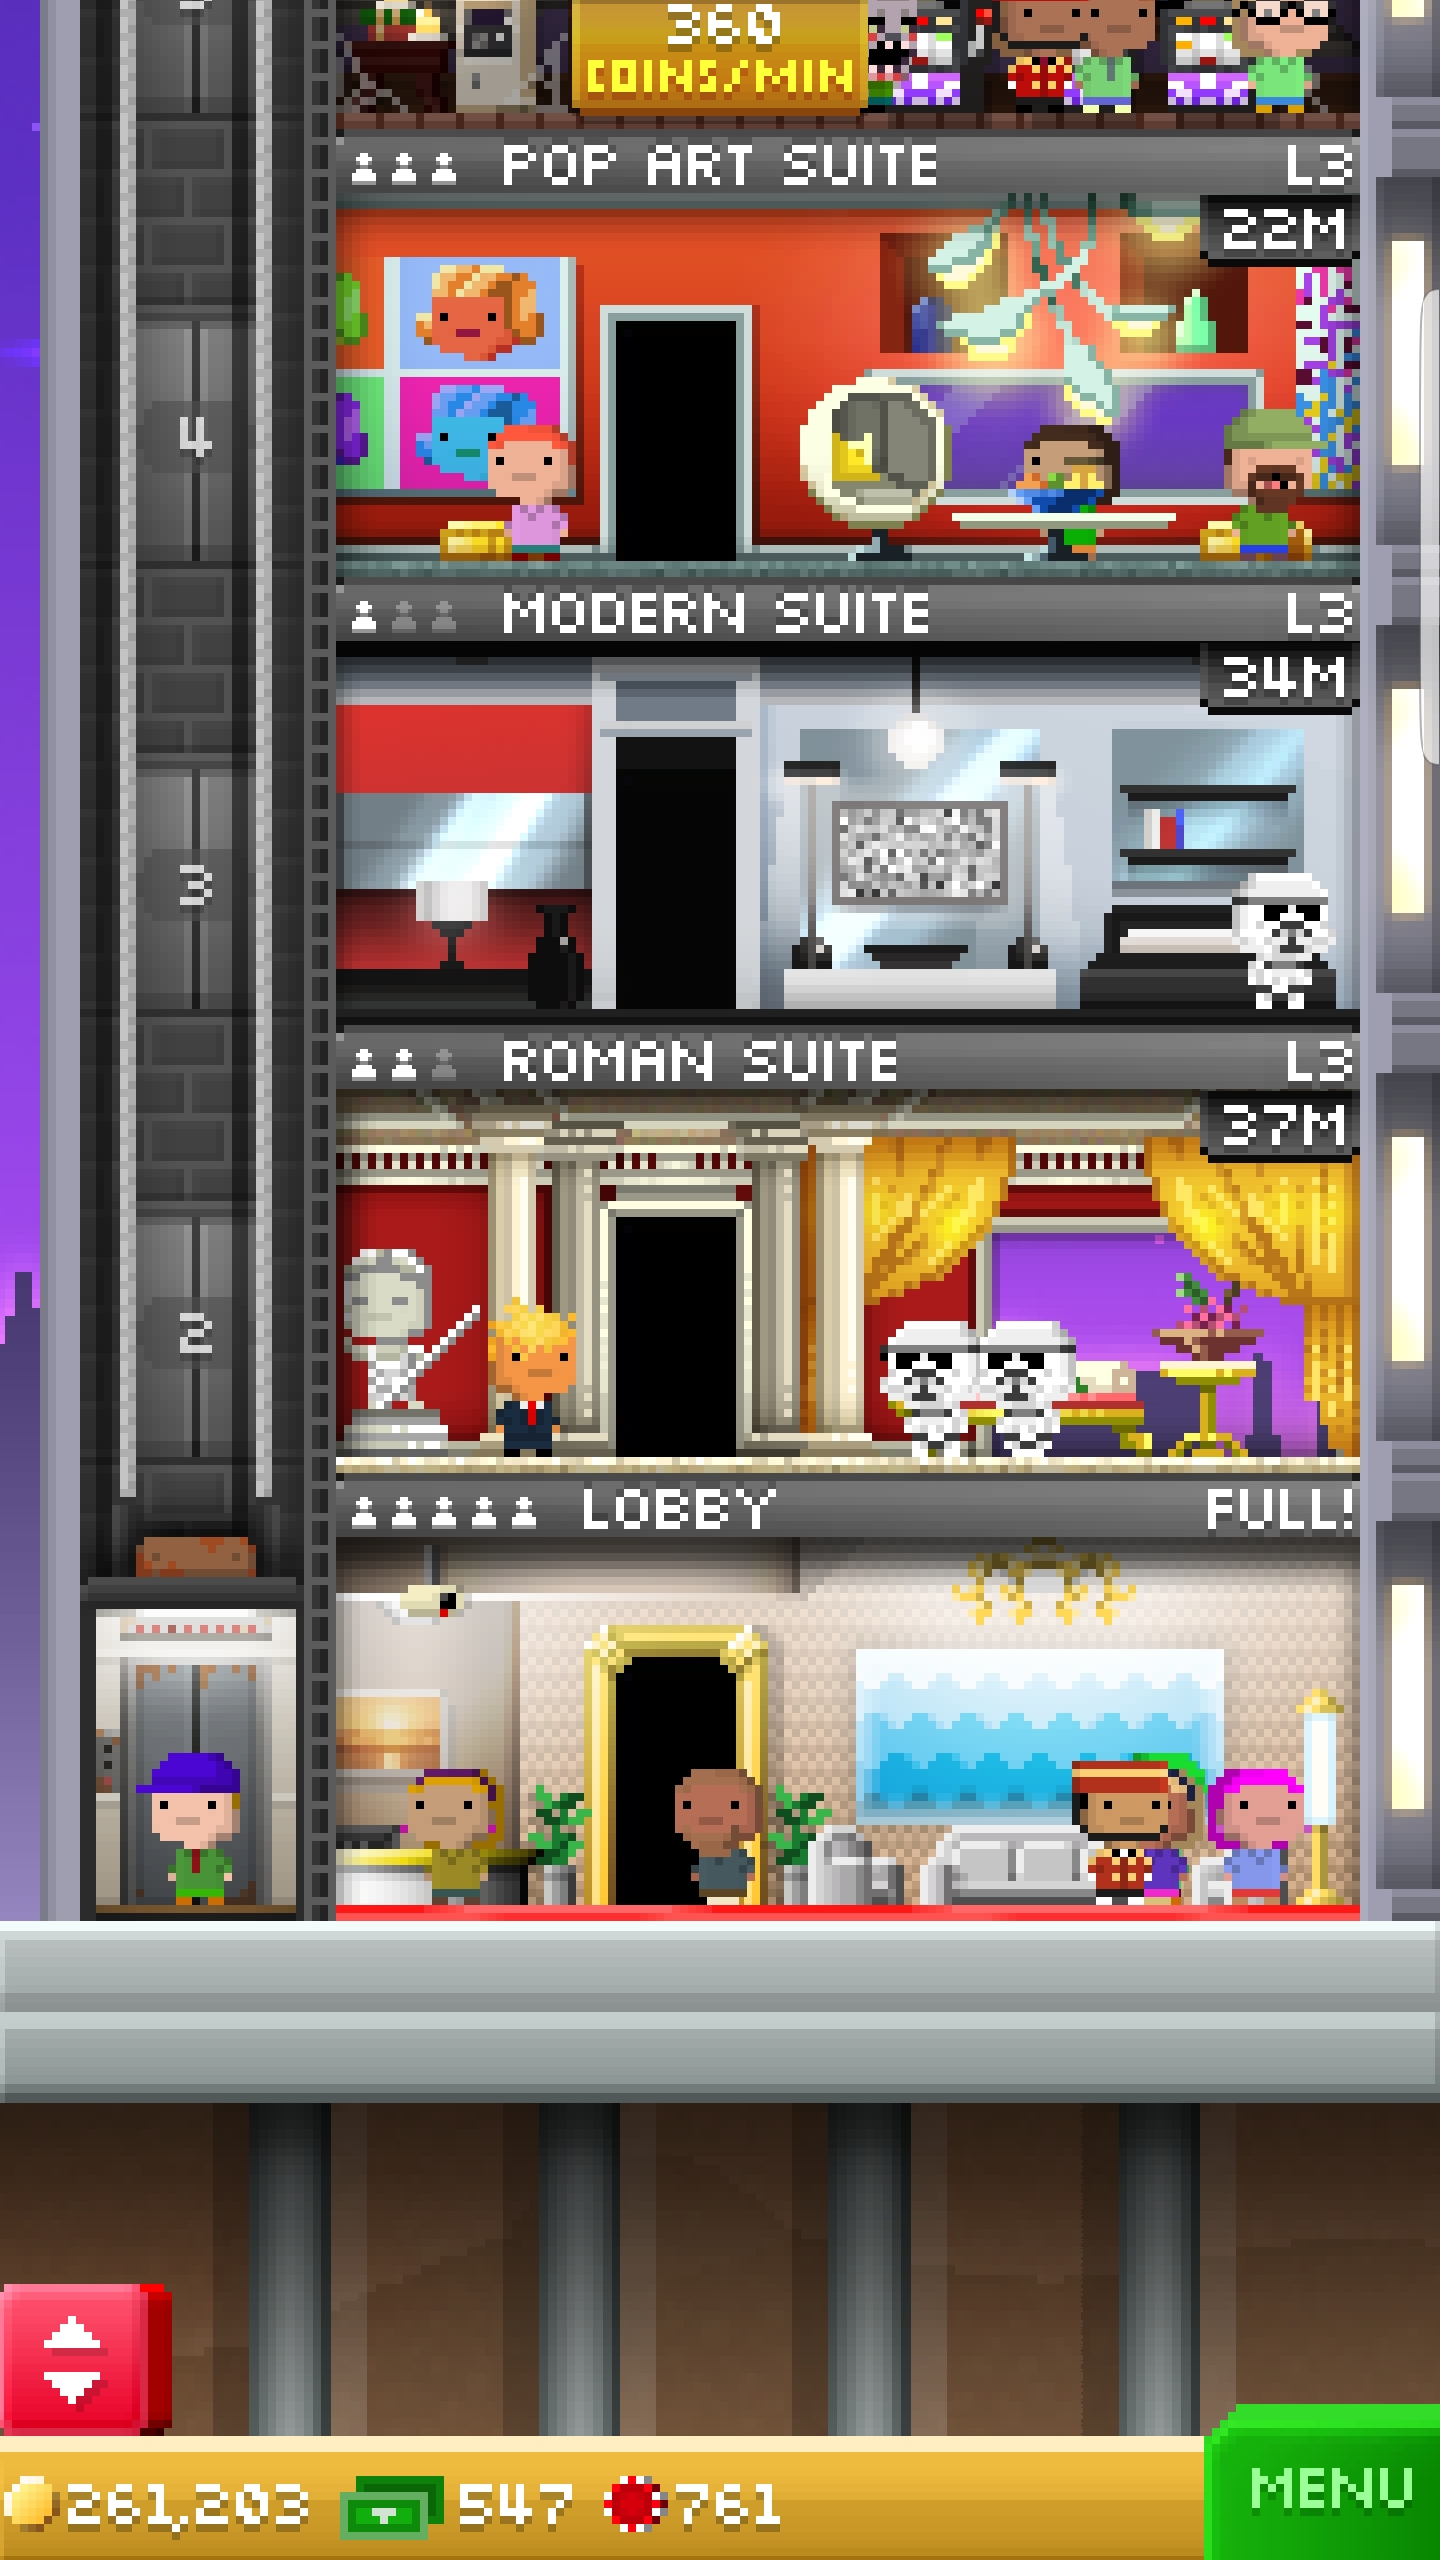 360
COINS/MIN
POP ART SUITE L3
22M
4
MODERN SUITE L3
34M
3
ROMAN SUITE L3
37M
2
LOBBY FULL!
261,203 547 761
MENU